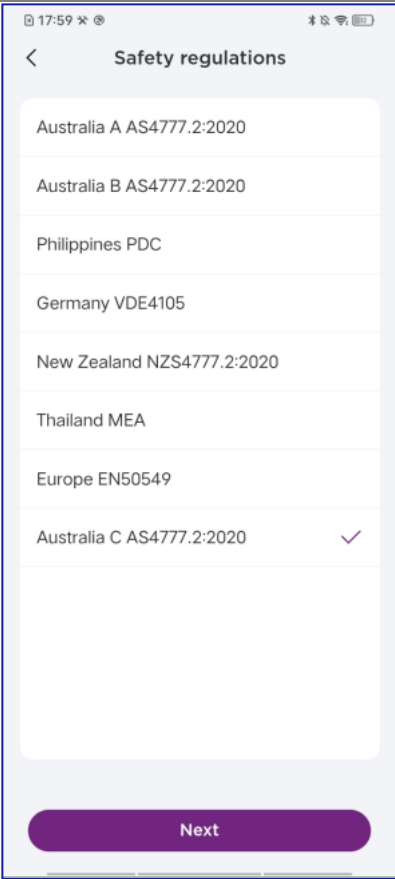 17:59
Safety regulations
Australia A AS4777.2:2020
Australia B AS4777.2:2020
Philippines PDC
Germany VDE4105
New Zealand NZS4777.2:2020
Thailand MEA
Europe EN50549
Australia C AS4777.2:2020
Next